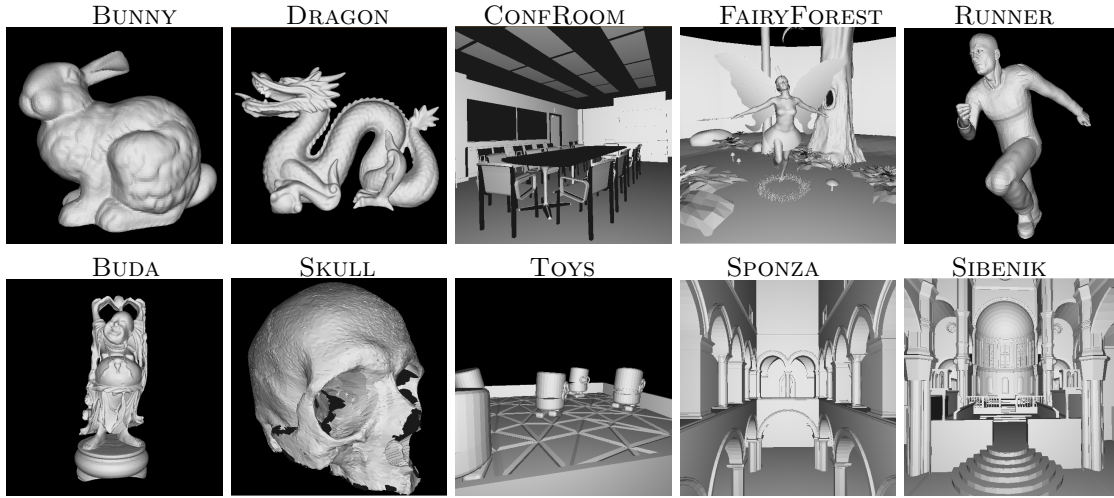 BUNNY DRAGON CONFROOM FAIRYFOREST RUNNER
BUDA SKULL TOYS SPONZA SIBENIK